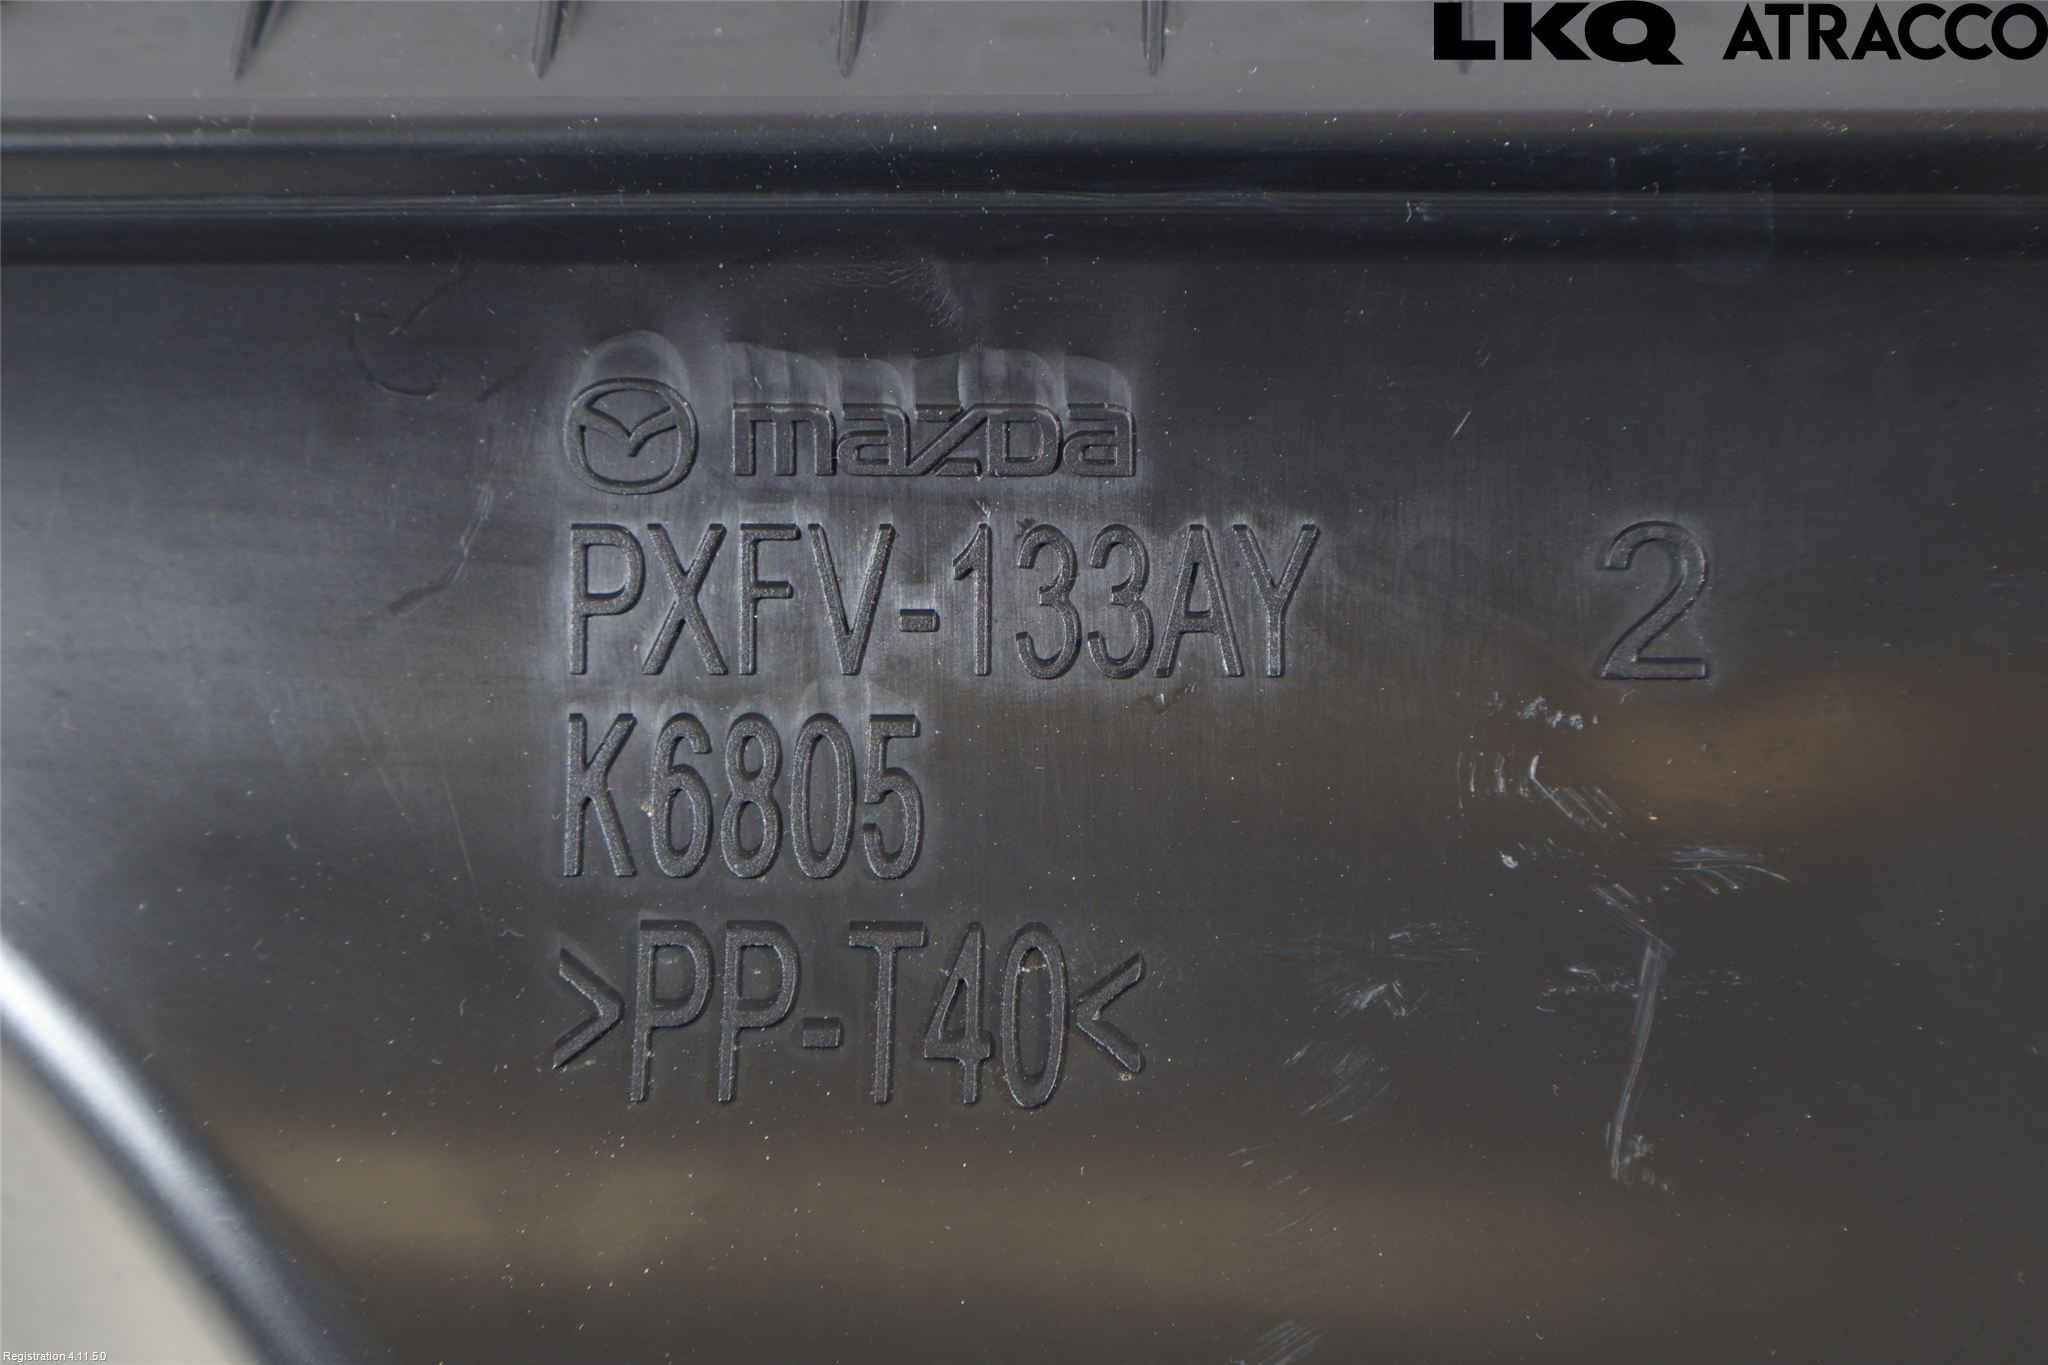 LKQ ATRACCO
mazda
PXFV-133AY 2
K6805
>PP-T40<
Registration 4.11.5.0